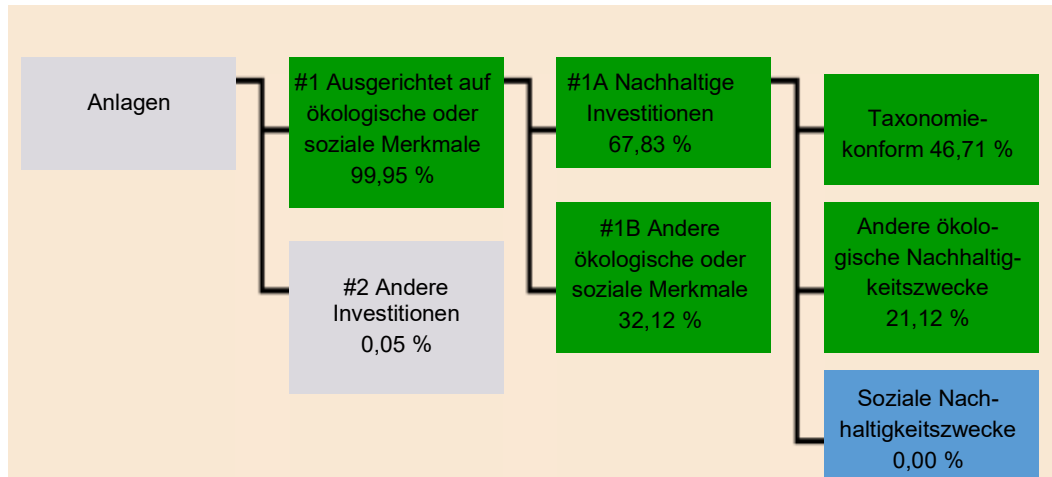 Anlagen
#1 Ausgerichtet auf
ökologische oder
soziale Merkmale
99,95 %
#2 Andere
Investitionen
0,05 %
#1A Nachhaltige
Investitionen
67,83 %
#1B Andere
ökologische oder
soziale Merkmale
32,12 %
Taxonomie-
konform 46,71 %
Andere ökolo-
gische Nachhaltig-
keitszwecke
21,12 %
Soziale Nach-
haltigkeitszwecke
0,00 %